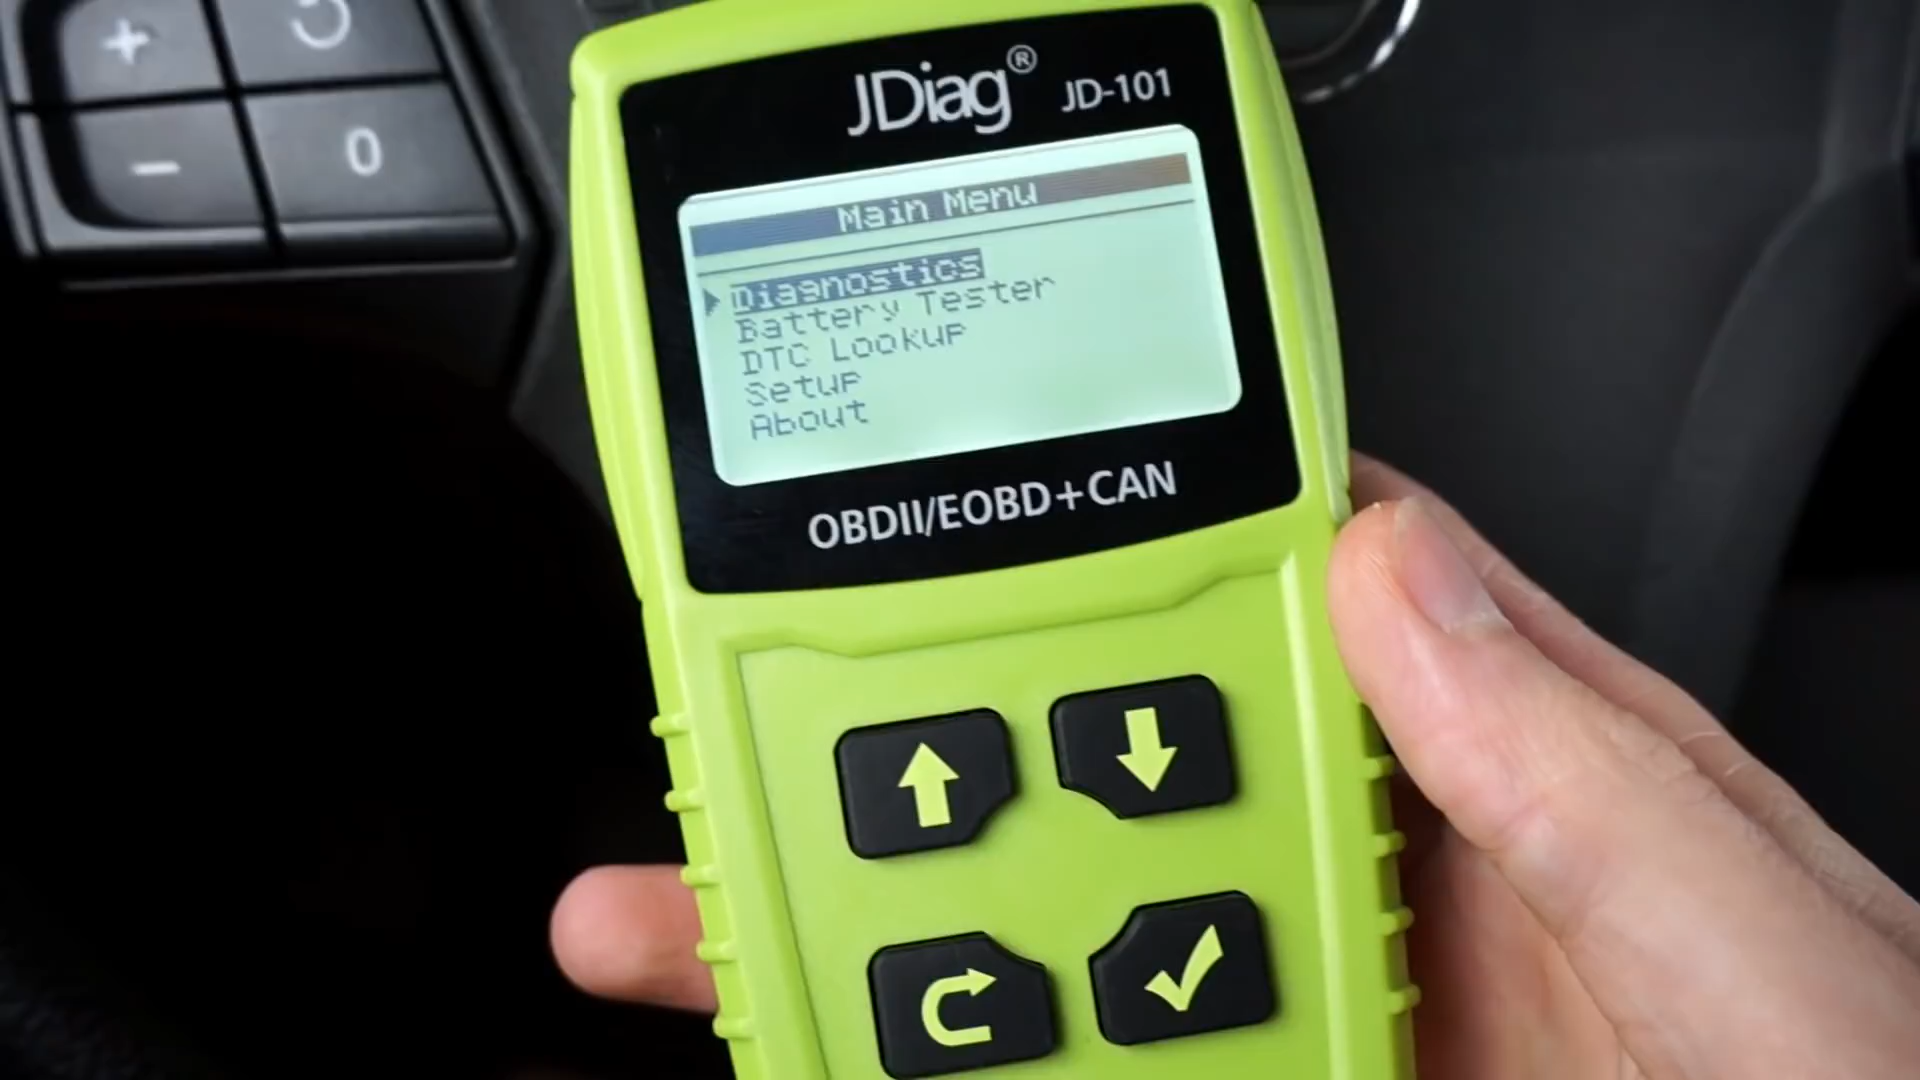 +
-
0
JDiag® JD-101
Main Menu
Diagnostics
Battery Tester
DTC Lookup
Setup
About
OBDII/EOBD+CAN